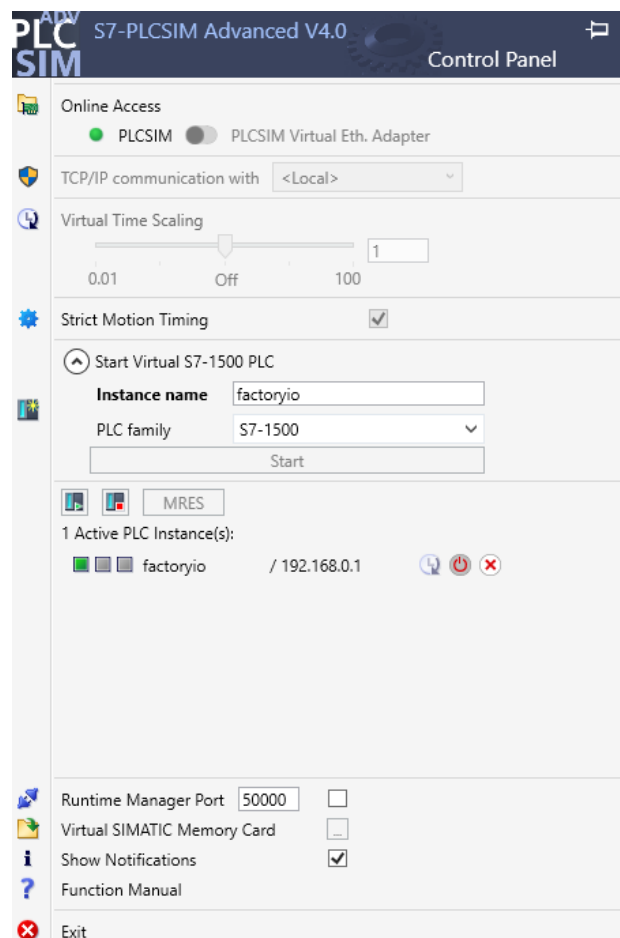 ADV
PLC
SIM
S7-PLCSIM Advanced V4.0
Control Panel
Online Access
PLCSIM PLCSIM Virtual Eth. Adapter
TCP/IP communication with <Local>
Virtual Time Scaling
1
0.01 Off 100
Strict Motion Timing
Start Virtual S7-1500 PLC
Instance name factoryio
PLC family S7-1500
Start
MRES
1 Active PLC Instance(s):
factoryio / 192.168.0.1
Runtime Manager Port 50000
Virtual SIMATIC Memory Card ...
Show Notifications
Function Manual
Exit